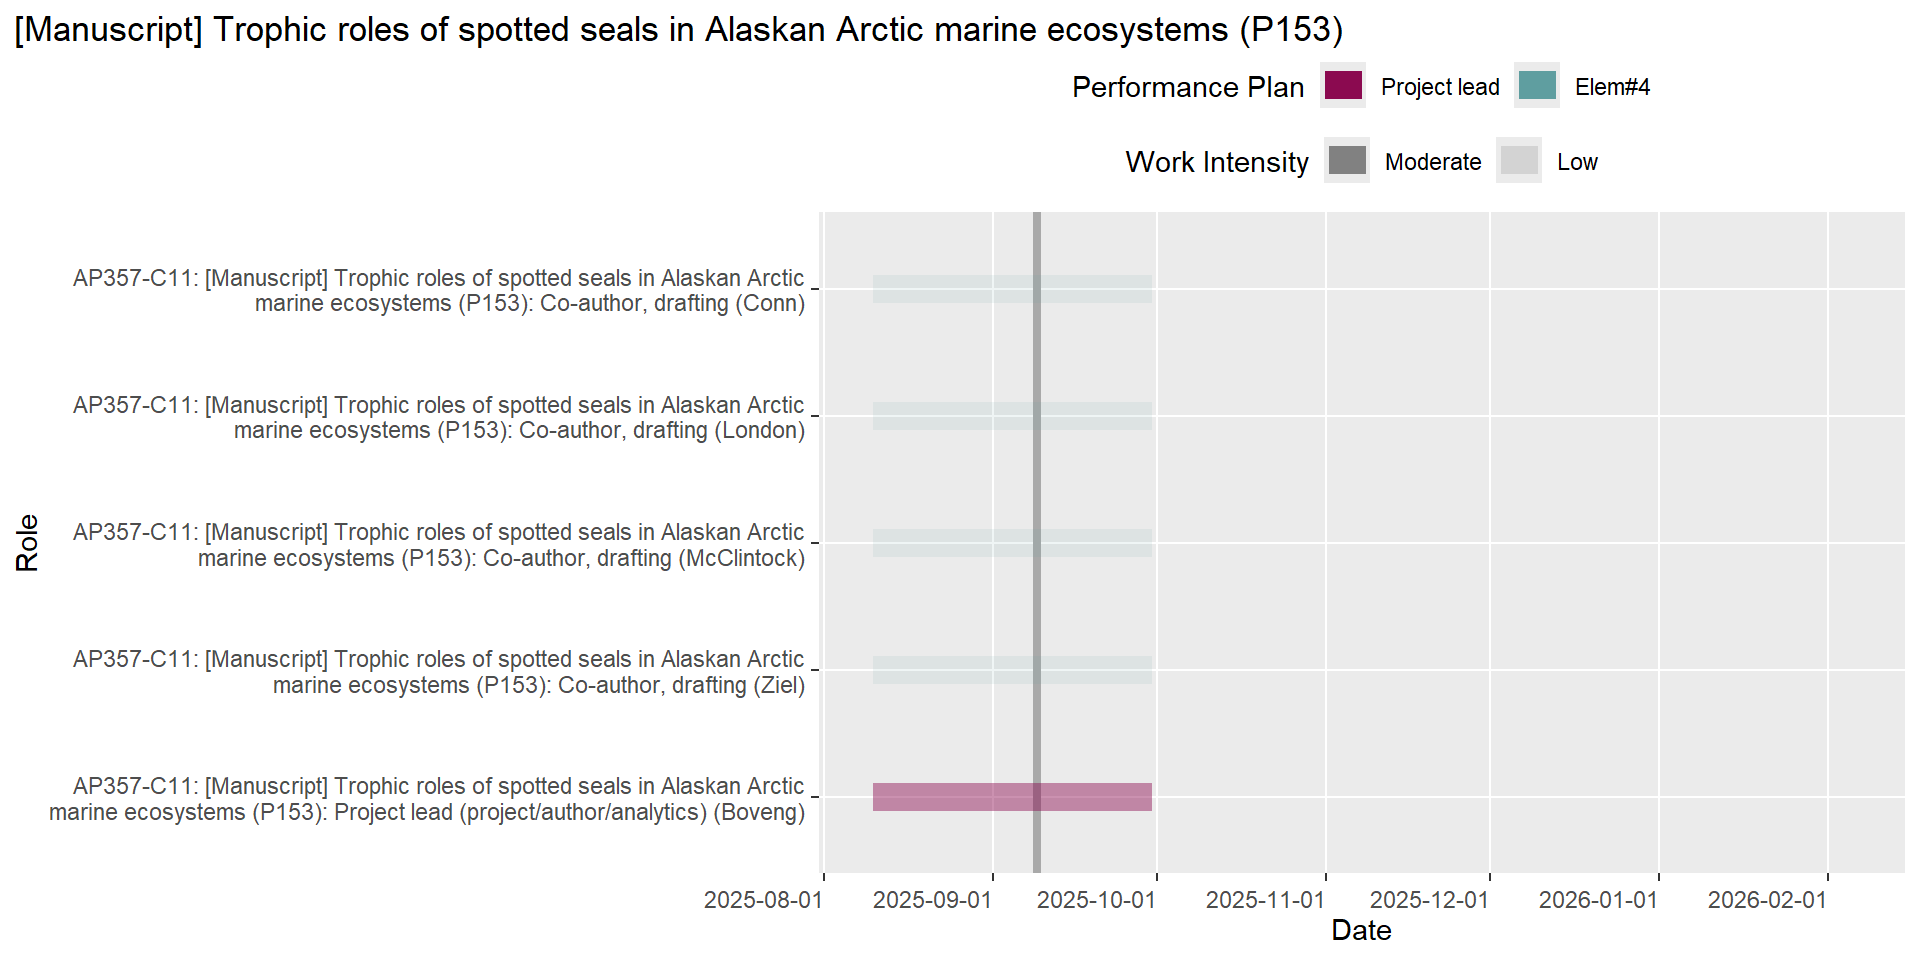 [Manuscript] Trophic roles of spotted seals in Alaskan Arctic marine ecosystems (P153)
Performance Plan Project lead Elem#4
Work Intensity Moderate Low
AP357-C11: [Manuscript] Trophic roles of spotted seals in Alaskan Arctic
marine ecosystems (P153): Co-author, drafting (Conn)
AP357-C11: [Manuscript] Trophic roles of spotted seals in Alaskan Arctic
marine ecosystems (P153): Co-author, drafting (London)
AP357-C11: [Manuscript] Trophic roles of spotted seals in Alaskan Arctic
marine ecosystems (P153): Co-author, drafting (McClintock)
AP357-C11: [Manuscript] Trophic roles of spotted seals in Alaskan Arctic
marine ecosystems (P153): Co-author, drafting (Ziel)
AP357-C11: [Manuscript] Trophic roles of spotted seals in Alaskan Arctic
marine ecosystems (P153): Project lead (project/author/analytics) (Boveng)
Role
2025-08-01 2025-09-01 2025-10-01 2025-11-01 2025-12-01 2026-01-01 2026-02-01
Date